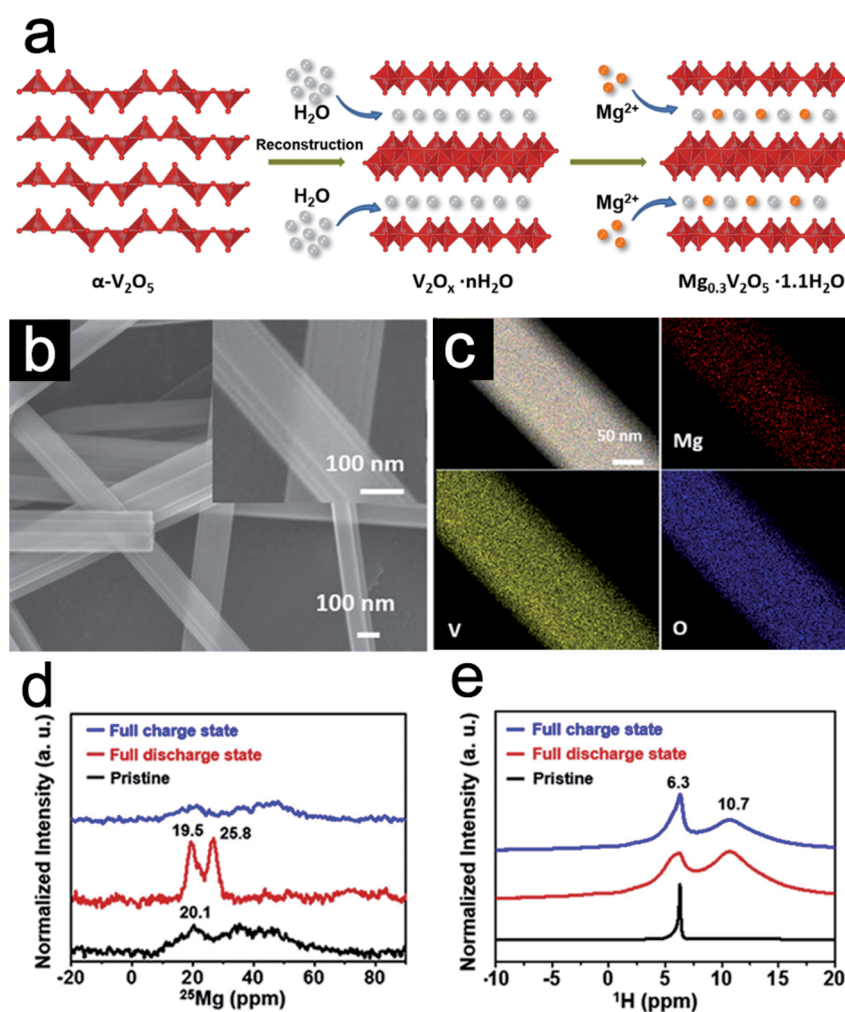 a
H₂O
Mg²⁺
Reconstruction
H₂O
Mg²⁺
α-V₂O₅
V₂Oₓ ·nH₂O
Mg₀.₃V₂O₅ ·1.1H₂O
b
100 nm
100 nm
c
50 nm
Mg
V
O
d
Normalized Intensity (a. u.)
Full charge state
Full discharge state
Pristine
19.5
25.8
20.1
-20 0 20 40 60 80
²⁵Mg (ppm)
e
Normalized Intensity (a. u.)
Full charge state
Full discharge state
Pristine
6.3
10.7
-10 -5 0 5 10 15 20
¹H (ppm)